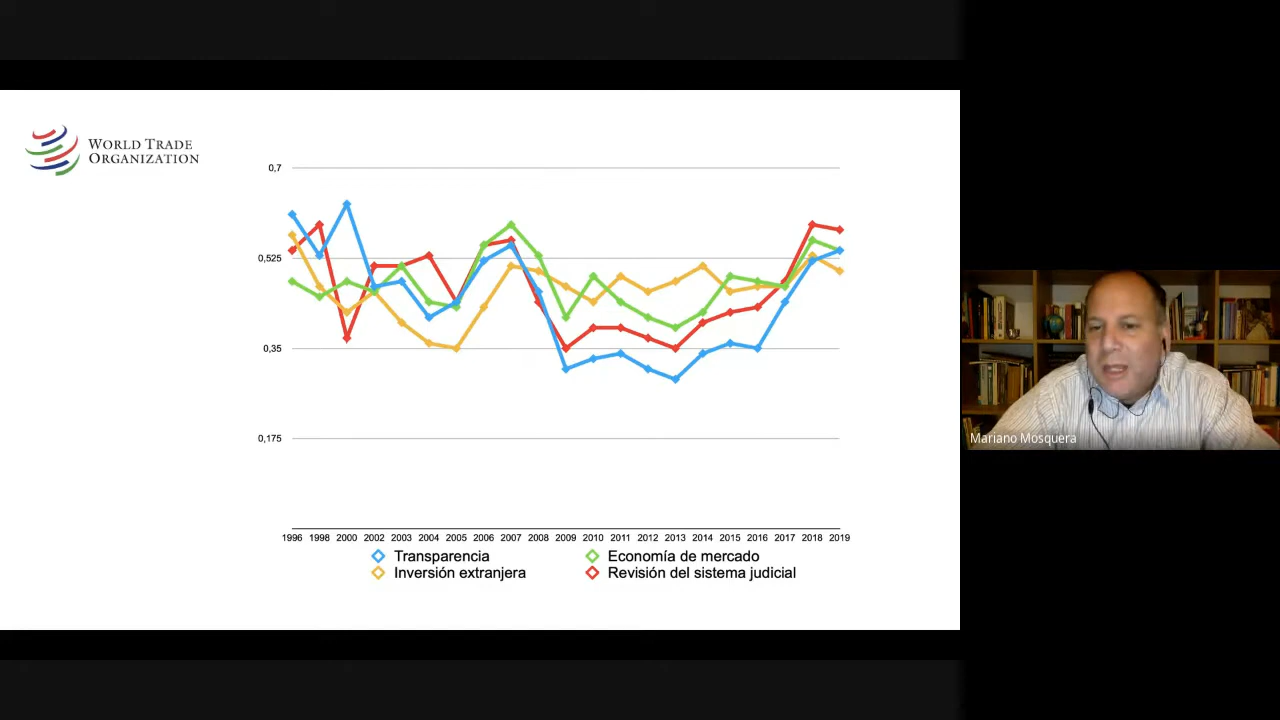 WORLD TRADE
ORGANIZATION
0,7
0,525
0,35
0,175
1996 1998 2000 2002 2003 2004 2005 2006 2007 2008 2009 2010 2011 2012 2013 2014 2015 2016 2017 2018 2019
Transparencia Economía de mercado
Inversión extranjera Revisión del sistema judicial
Mariano Mosquera